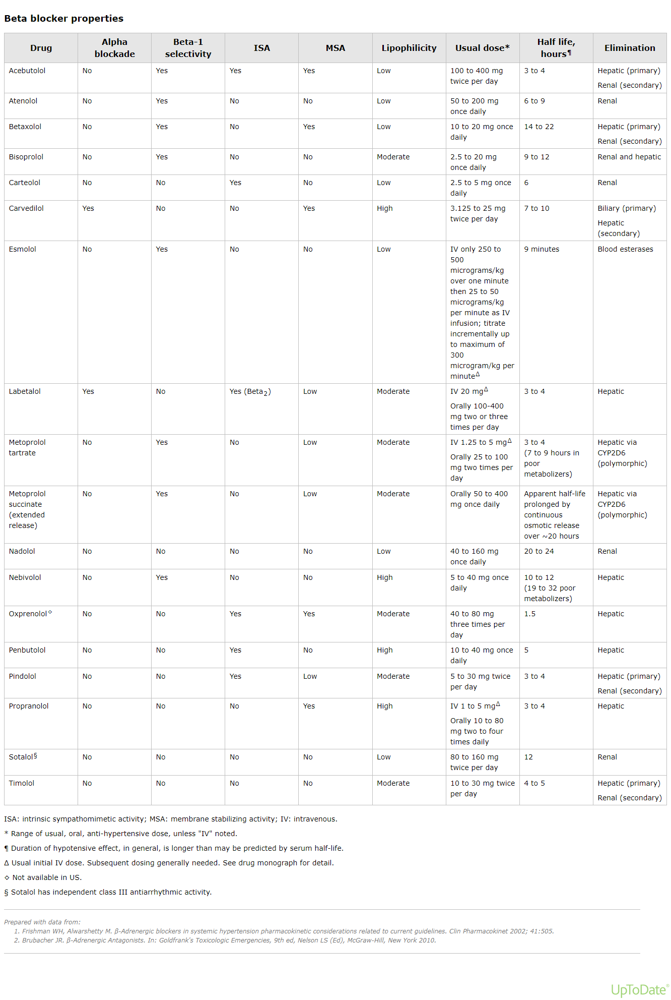 Beta blocker properties
Drug
Alpha blockade
Beta-1 selectivity
ISA
MSA
Lipophilicity
Usual dose*
Half life, hours¶
Elimination
Acebutolol
No
Yes
Yes
Yes
Low
100 to 400 mg
twice per day
3 to 4
Hepatic (primary)
Renal (secondary)
Atenolol
No
Yes
No
No
Low
50 to 200 mg
once daily
6 to 9
Renal
Betaxolol
No
Yes
No
Yes
Low
10 to 20 mg once
daily
14 to 22
Hepatic (primary)
Renal (secondary)
Bisoprolol
No
Yes
No
No
Moderate
2.5 to 20 mg
once daily
9 to 12
Renal and hepatic
Carteolol
No
No
Yes
No
Low
2.5 to 5 mg once
daily
6
Renal
Carvedilol
Yes
No
No
Yes
High
3.125 to 25 mg
twice per day
7 to 10
Biliary (primary)
Hepatic
(secondary)
Esmolol
No
Yes
No
No
Low
IV only 250 to
500
micrograms/kg
over one minute
then 25 to 50
micrograms/kg
per minute as IV
infusion; titrate
incrementally up
to maximum of
300
microgram/kg per
minuteΔ
9 minutes
Blood esterases
Labetalol
Yes
No
Yes (Beta2)
Low
Moderate
IV 20 mgΔ
Orally 100-400
mg two or three
times per day
3 to 4
Hepatic
Metoprolol
tartrate
No
Yes
No
Low
Moderate
IV 1.25 to 5 mgΔ
Orally 25 to 100
mg two times per
day
3 to 4
(7 to 9 hours in
poor
metabolizers)
Hepatic via
CYP2D6
(polymorphic)
Metoprolol
succinate
(extended
release)
No
Yes
No
Low
Moderate
Orally 50 to 400
mg once daily
Apparent half-life
prolonged by
continuous
osmotic release
over ~20 hours
Hepatic via
CYP2D6
(polymorphic)
Nadolol
No
No
No
No
Low
40 to 160 mg
once daily
20 to 24
Renal
Nebivolol
No
Yes
No
No
High
5 to 40 mg once
daily
10 to 12
(19 to 32 poor
metabolizers)
Hepatic
Oxprenolol◇
No
No
Yes
Yes
Moderate
40 to 80 mg
three times per
day
1.5
Hepatic
Penbutolol
No
No
Yes
No
High
10 to 40 mg once
daily
5
Hepatic
Pindolol
No
No
Yes
Low
Moderate
5 to 30 mg twice
per day
3 to 4
Hepatic (primary)
Renal (secondary)
Propranolol
No
No
No
Yes
High
IV 1 to 5 mgΔ
Orally 10 to 80
mg two to four
times daily
3 to 4
Hepatic
Sotalol§
No
No
No
No
Low
80 to 160 mg
twice per day
12
Renal
Timolol
No
No
No
No
Moderate
10 to 30 mg twice
per day
4 to 5
Hepatic (primary)
Renal (secondary)
ISA: intrinsic sympathomimetic activity; MSA: membrane stabilizing activity; IV: intravenous.
* Range of usual, oral, anti-hypertensive dose, unless "IV" noted.
¶ Duration of hypotensive effect, in general, is longer than may be predicted by serum half-life.
Δ Usual initial IV dose. Subsequent dosing generally needed. See drug monograph for detail.
◇ Not available in US.
§ Sotalol has independent class III antiarrhythmic activity.
Prepared with data from:
1. Frishman WH, Alwarshetty M. β-Adrenergic blockers in systemic hypertension pharmacokinetic considerations related to current guidelines. Clin Pharmacokinet 2002; 41:505.
2. Brubacher JR. β-Adrenergic Antagonists. In: Goldfrank's Toxicologic Emergencies, 9th ed, Nelson LS (Ed), McGraw-Hill, New York 2010.
UpToDate®